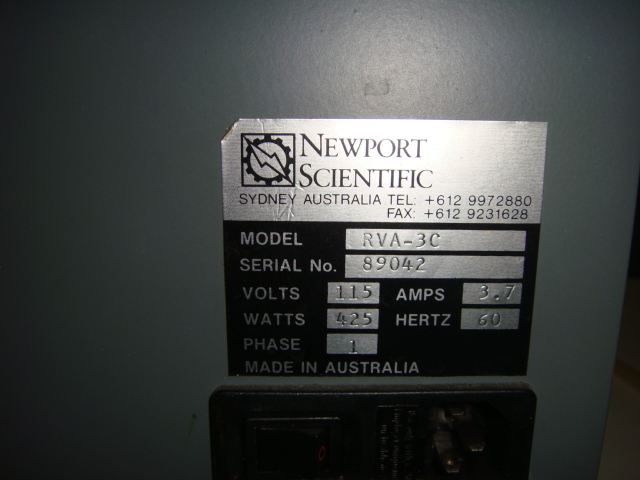 NEWPORT
SCIENTIFIC
SYDNEY AUSTRALIA TEL: +612 9972880
FAX: +612 9231628
MODEL RVA-3C
SERIAL No. 89042
VOLTS 115 AMPS 3.7
WATTS 425 HERTZ 60
PHASE 1
MADE IN AUSTRALIA